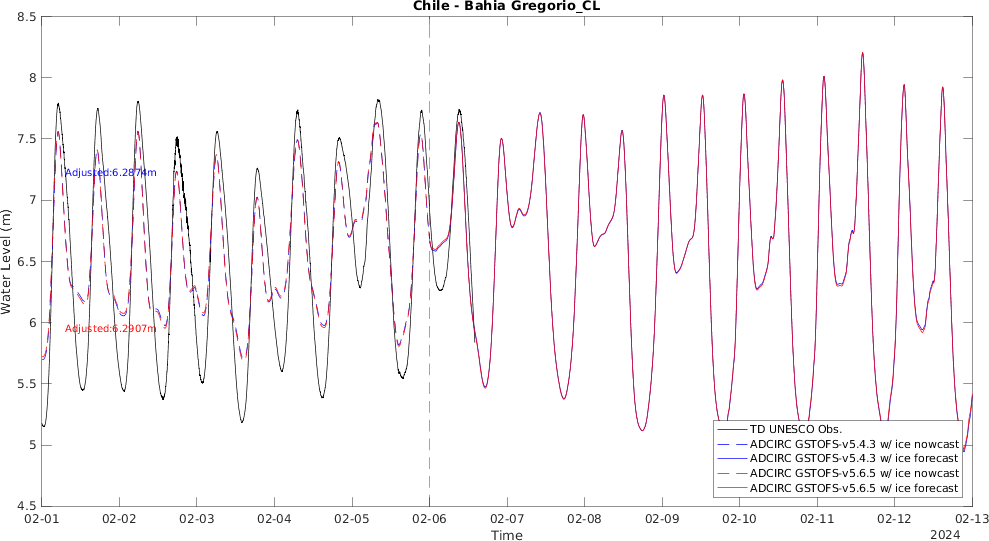 Chile - Bahia Gregorio_CL
8.5
8
7.5
7
6.5
6
5.5
5
4.5
Water Level (m)
Adjusted:6.2874m
Adjusted:6.2907m
TD UNESCO Obs.
ADCIRC GSTOFS-v5.4.3 w/ ice nowcast
ADCIRC GSTOFS-v5.4.3 w/ ice forecast
ADCIRC GSTOFS-v5.6.5 w/ ice nowcast
ADCIRC GSTOFS-v5.6.5 w/ ice forecast
02-01 02-02 02-03 02-04 02-05 02-06 02-07 02-08 02-09 02-10 02-11 02-12 02-13
Time
2024